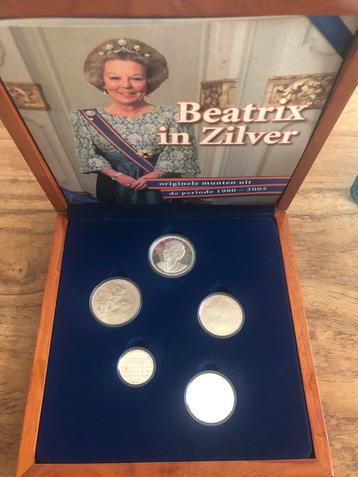 Beatrix
in Zilver
originele munten uit
de periode 1980 - 2005